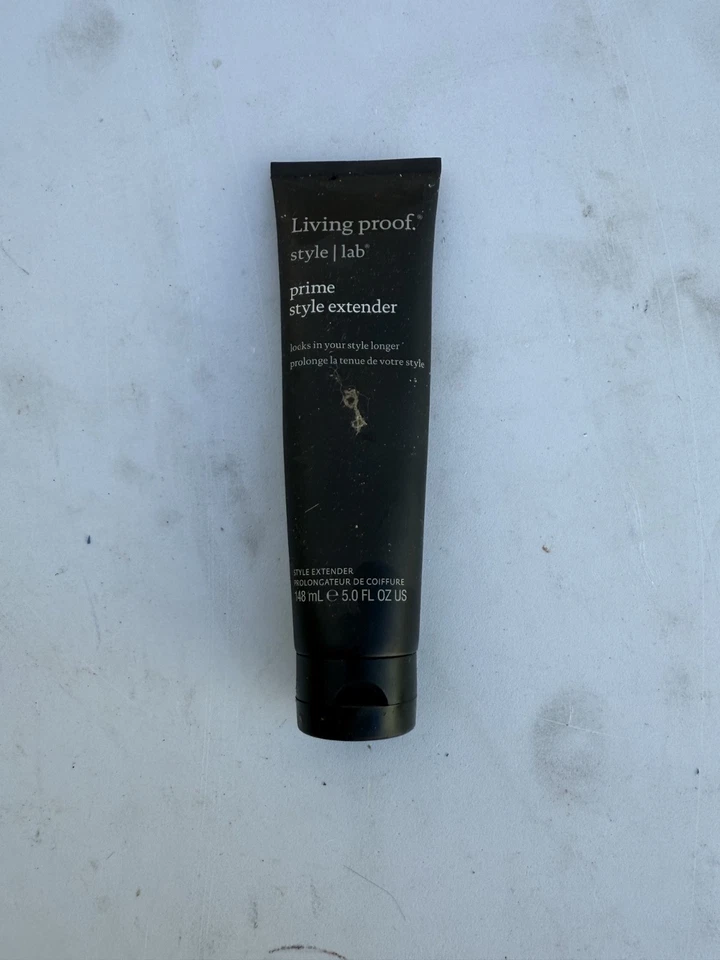 Living proof.®
style | lab®
prime
style extender
locks in your style longer
prolonge la tenue de votre style
STYLE EXTENDER
PROLONGATEUR DE COIFFURE
148 mL ℮ 5.0 FL OZ US